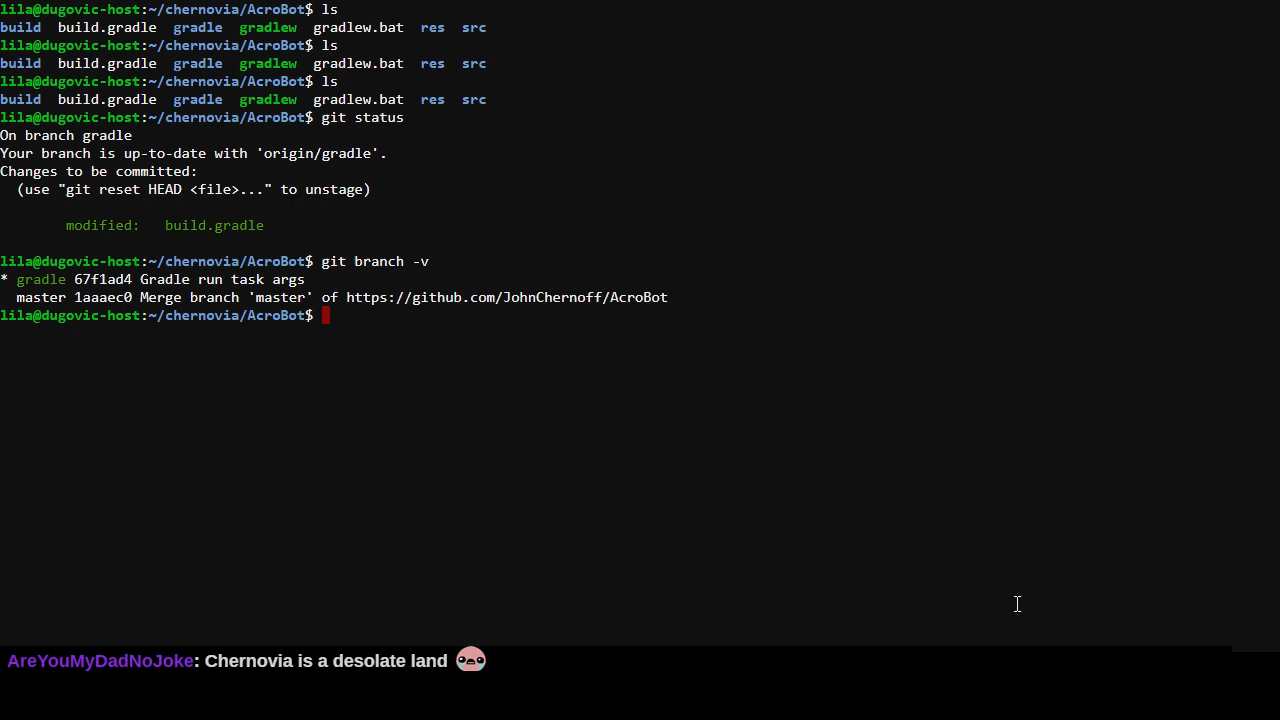 lila@dugovic-host:~/chernovia/AcroBot$ ls
build  build.gradle  gradle  gradlew  gradlew.bat  res  src
lila@dugovic-host:~/chernovia/AcroBot$ ls
build  build.gradle  gradle  gradlew  gradlew.bat  res  src
lila@dugovic-host:~/chernovia/AcroBot$ ls
build  build.gradle  gradle  gradlew  gradlew.bat  res  src
lila@dugovic-host:~/chernovia/AcroBot$ git status
On branch gradle
Your branch is up-to-date with 'origin/gradle'.
Changes to be committed:
  (use "git reset HEAD <file>..." to unstage)
        modified:   build.gradle
lila@dugovic-host:~/chernovia/AcroBot$ git branch -v
* gradle 67f1ad4 Gradle run task args
  master 1aaaec0 Merge branch 'master' of https://github.com/JohnChernoff/AcroBot
lila@dugovic-host:~/chernovia/AcroBot$
AreYouMyDadNoJoke: Chernovia is a desolate land